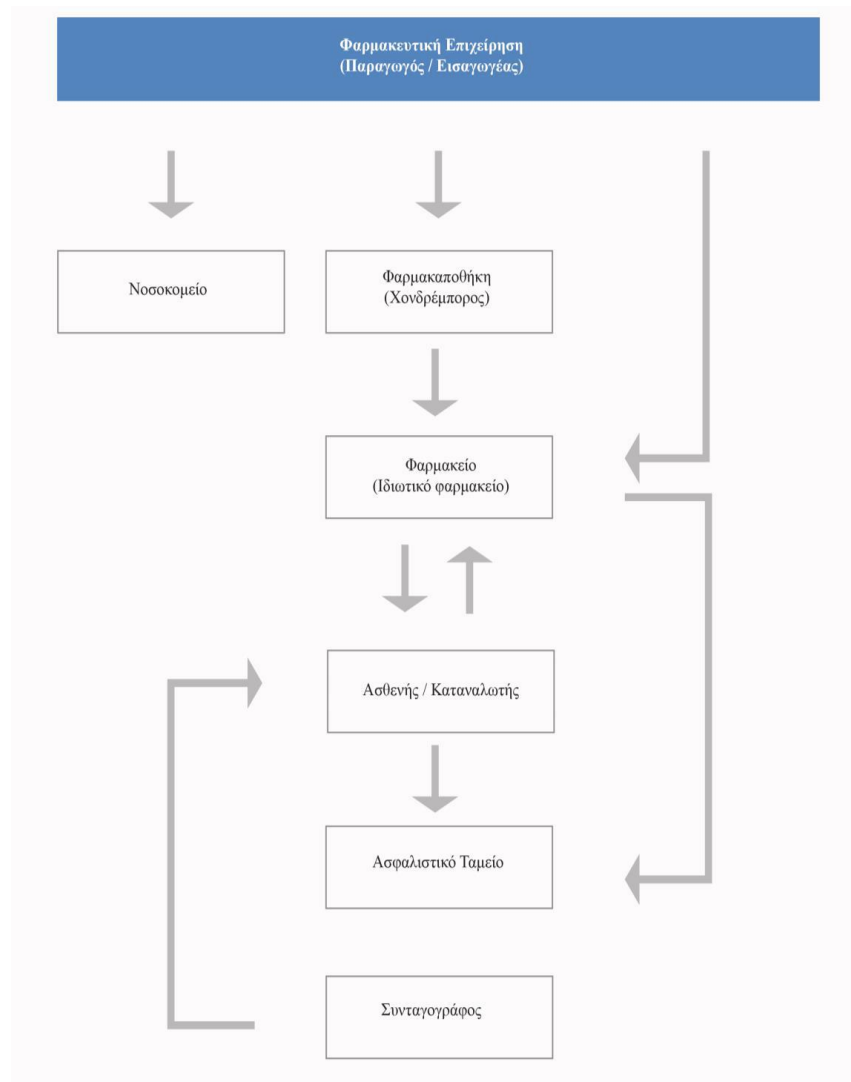 Φαρμακευτική Επιχείρηση
(Παραγωγός / Εισαγωγέας)
Νοσοκομείο
Φαρμακαποθήκη
(Χονδρέμπορος)
Φαρμακείο
(Ιδιωτικό φαρμακείο)
Ασθενής / Καταναλωτής
Ασφαλιστικό Ταμείο
Συνταγογράφος